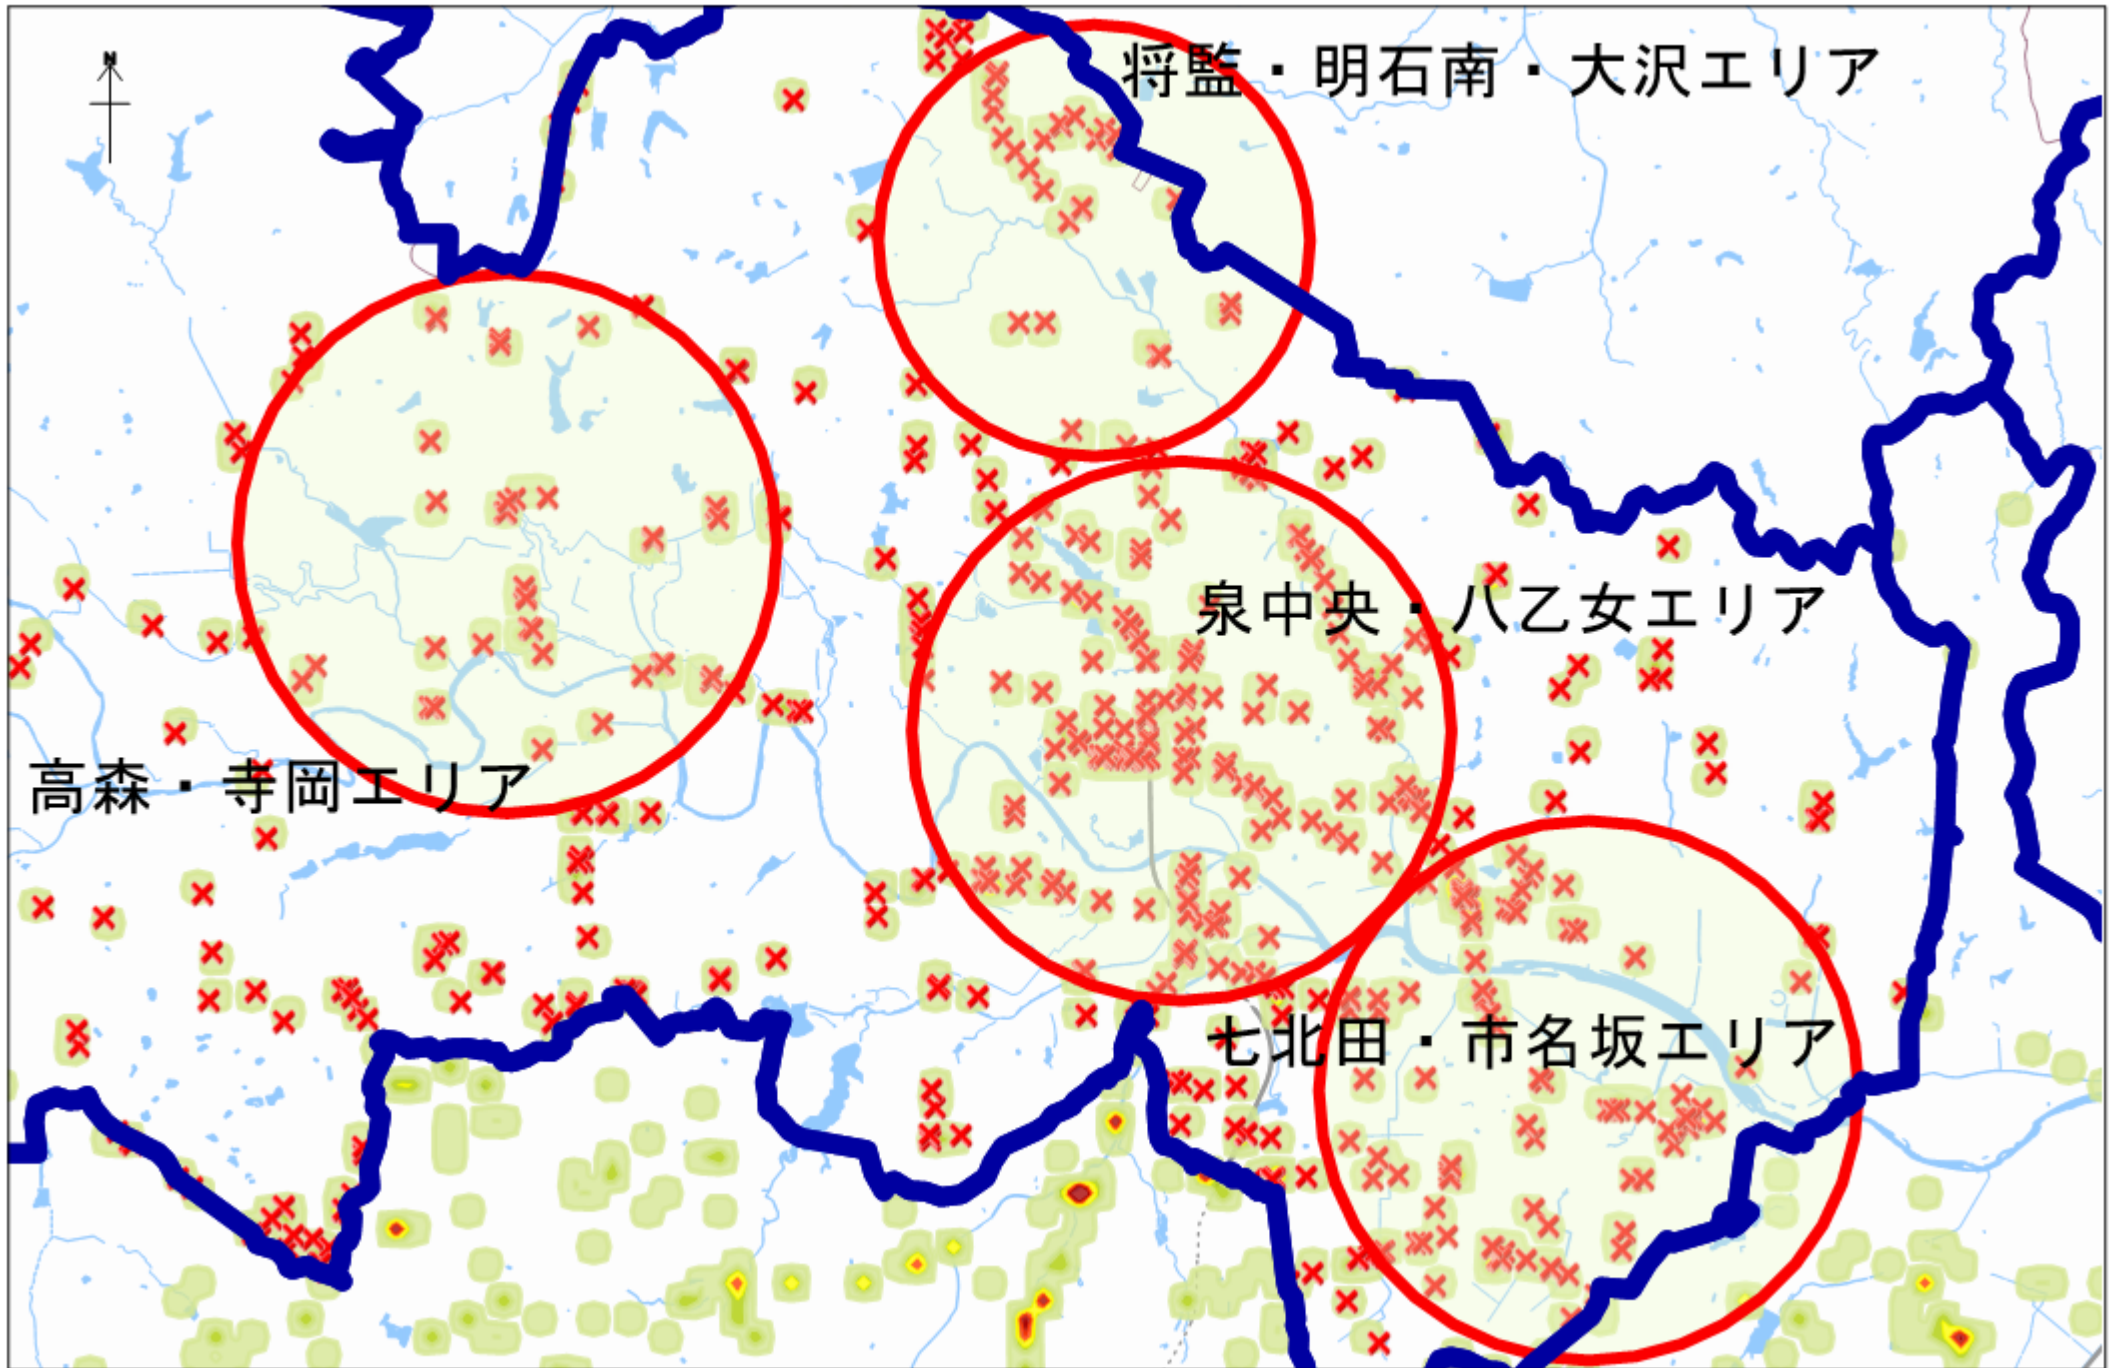 N
将監・明石南・大沢エリア
泉中央・八乙女エリア
高森・寺岡エリア
七北田・市名坂エリア